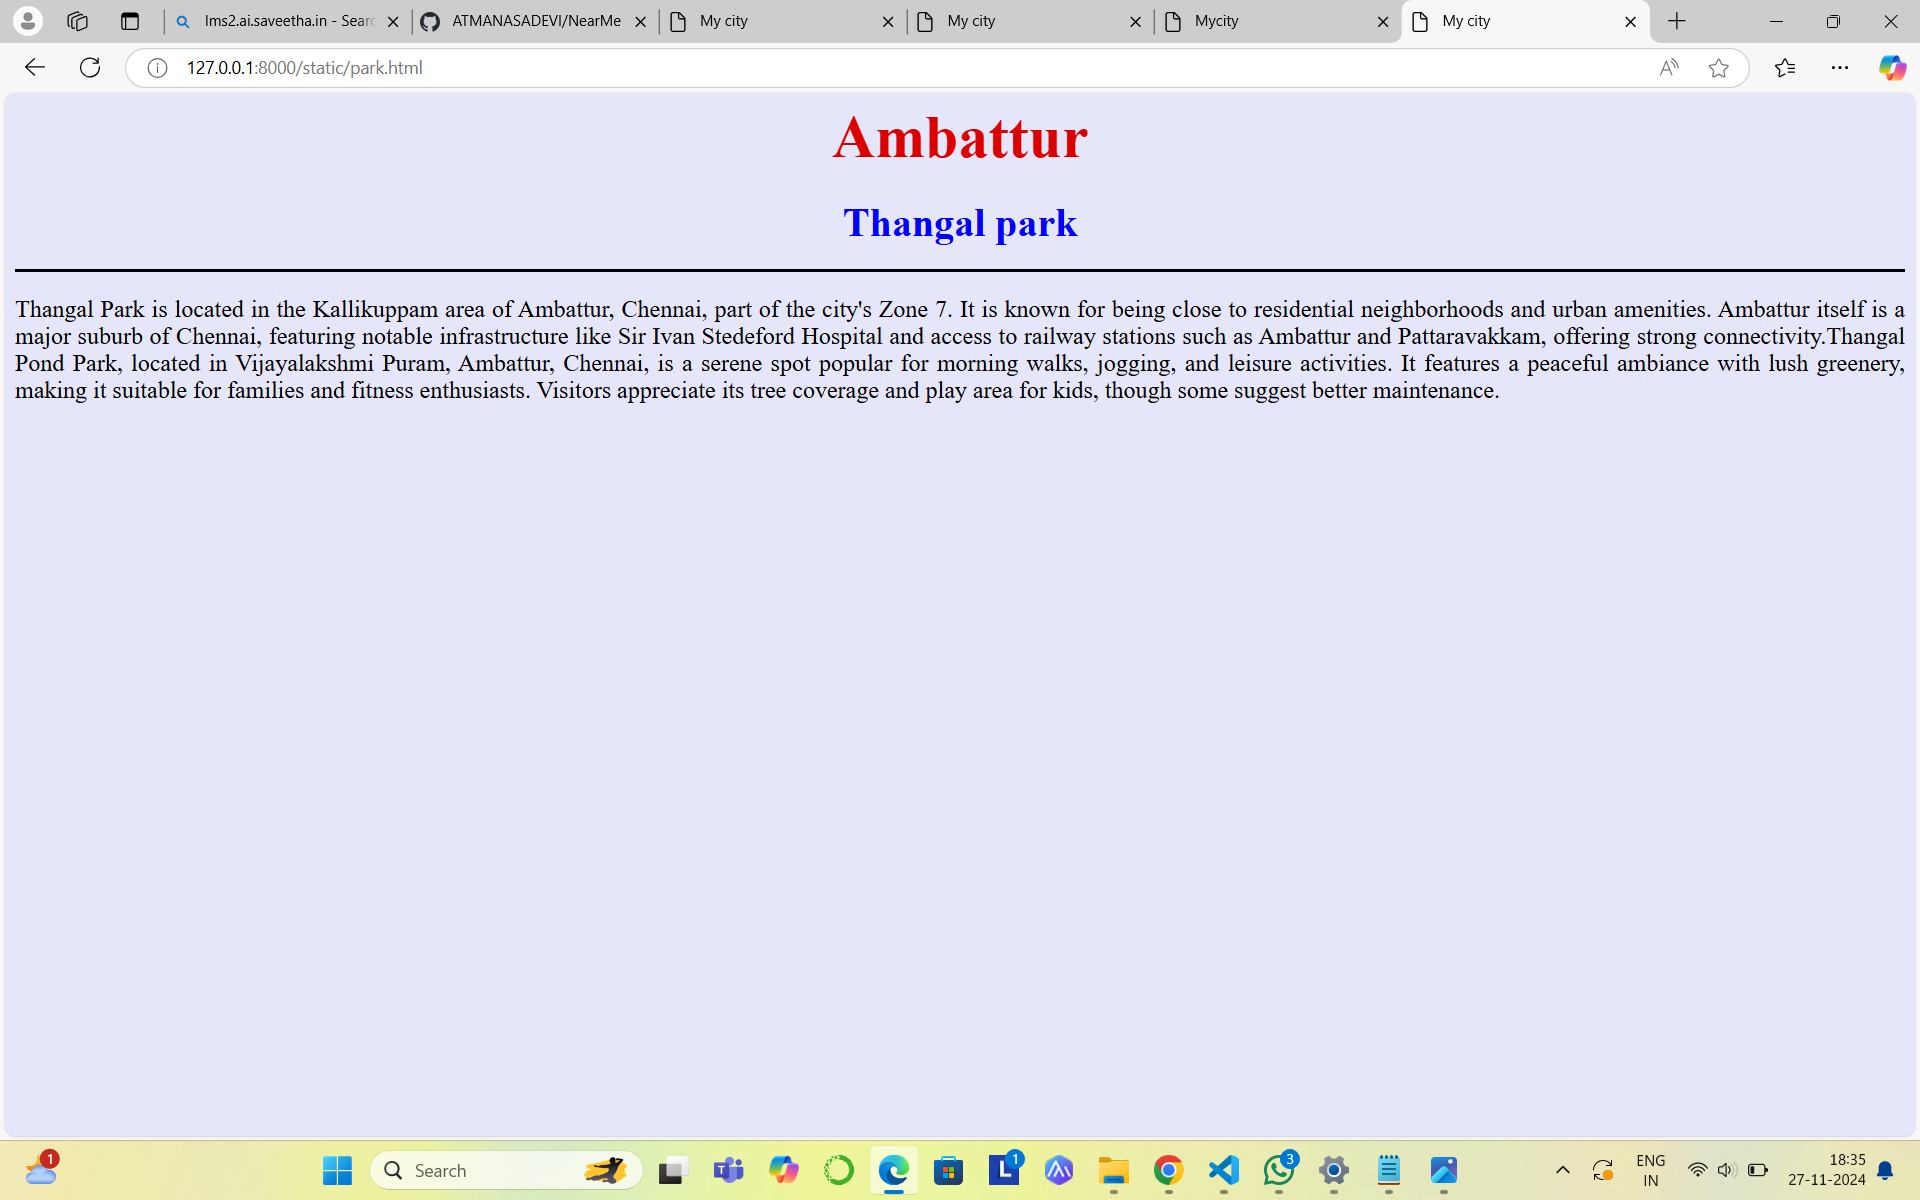 lms2.ai.saveetha.in - Searc
ATMANASADEVI/NearMe
My city
My city
Mycity
My city
127.0.0.1:8000/static/park.html
Ambattur
Thangal park
Thangal Park is located in the Kallikuppam area of Ambattur, Chennai, part of the city's Zone 7. It is known for being close to residential neighborhoods and urban amenities. Ambattur itself is a
major suburb of Chennai, featuring notable infrastructure like Sir Ivan Stedeford Hospital and access to railway stations such as Ambattur and Pattaravakkam, offering strong connectivity.Thangal
Pond Park, located in Vijayalakshmi Puram, Ambattur, Chennai, is a serene spot popular for morning walks, jogging, and leisure activities. It features a peaceful ambiance with lush greenery,
making it suitable for families and fitness enthusiasts. Visitors appreciate its tree coverage and play area for kids, though some suggest better maintenance.
1
Search
1
3
ENG
IN
18:35
27-11-2024